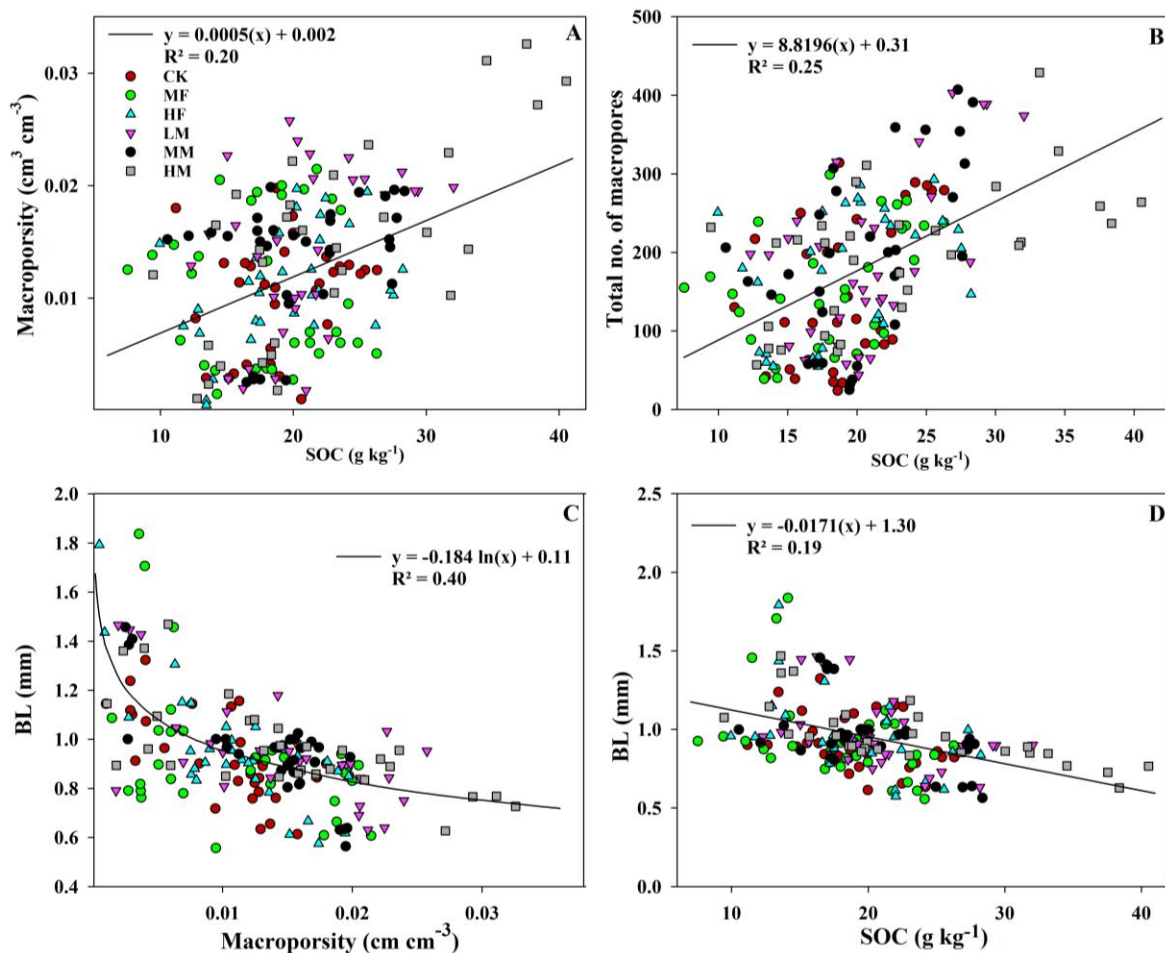 y = 0.0005(x) + 0.002
R² = 0.20
A
CK
MF
HF
LM
MM
HM
0.03
0.02
0.01
Macroporsity (cm³ cm⁻³)
10 20 30 40
SOC (g kg⁻¹)
y = 8.8196(x) + 0.31
R² = 0.25
B
500
400
300
200
100
0
Total no. of macropores
10 15 20 25 30 35 40
SOC (g kg⁻¹)
y = -0.184 ln(x) + 0.11
R² = 0.40
C
2.0
1.8
1.6
1.4
1.2
1.0
0.8
0.6
0.4
BL (mm)
0.01 0.02 0.03
Macroporsity (cm cm⁻³)
y = -0.0171(x) + 1.30
R² = 0.19
D
2.5
2.0
1.5
1.0
0.5
0.0
BL (mm)
10 20 30 40
SOC (g kg⁻¹)